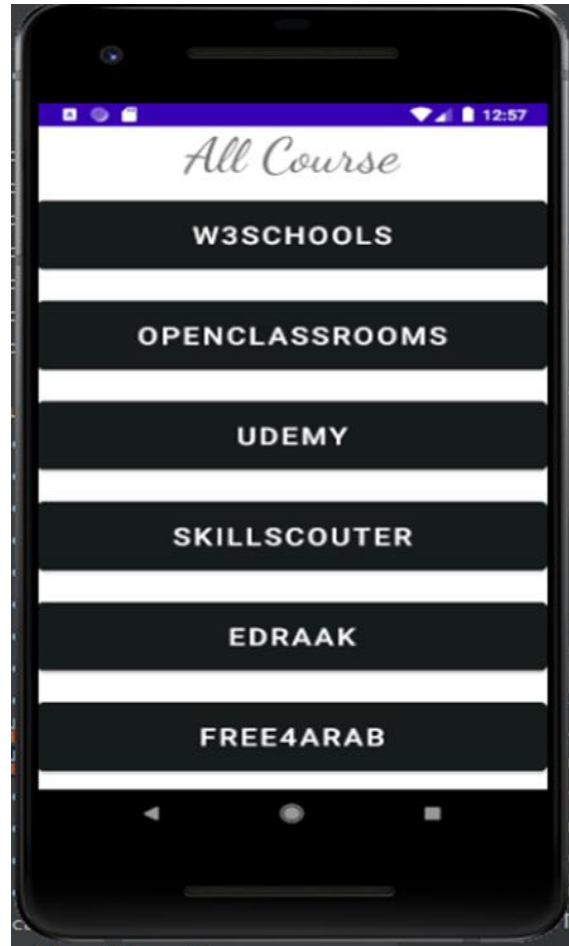 12:57
All Course
W3SCHOOLS
OPENCLASSROOMS
UDEMY
SKILLSCOUTER
EDRAAK
FREE4ARAB